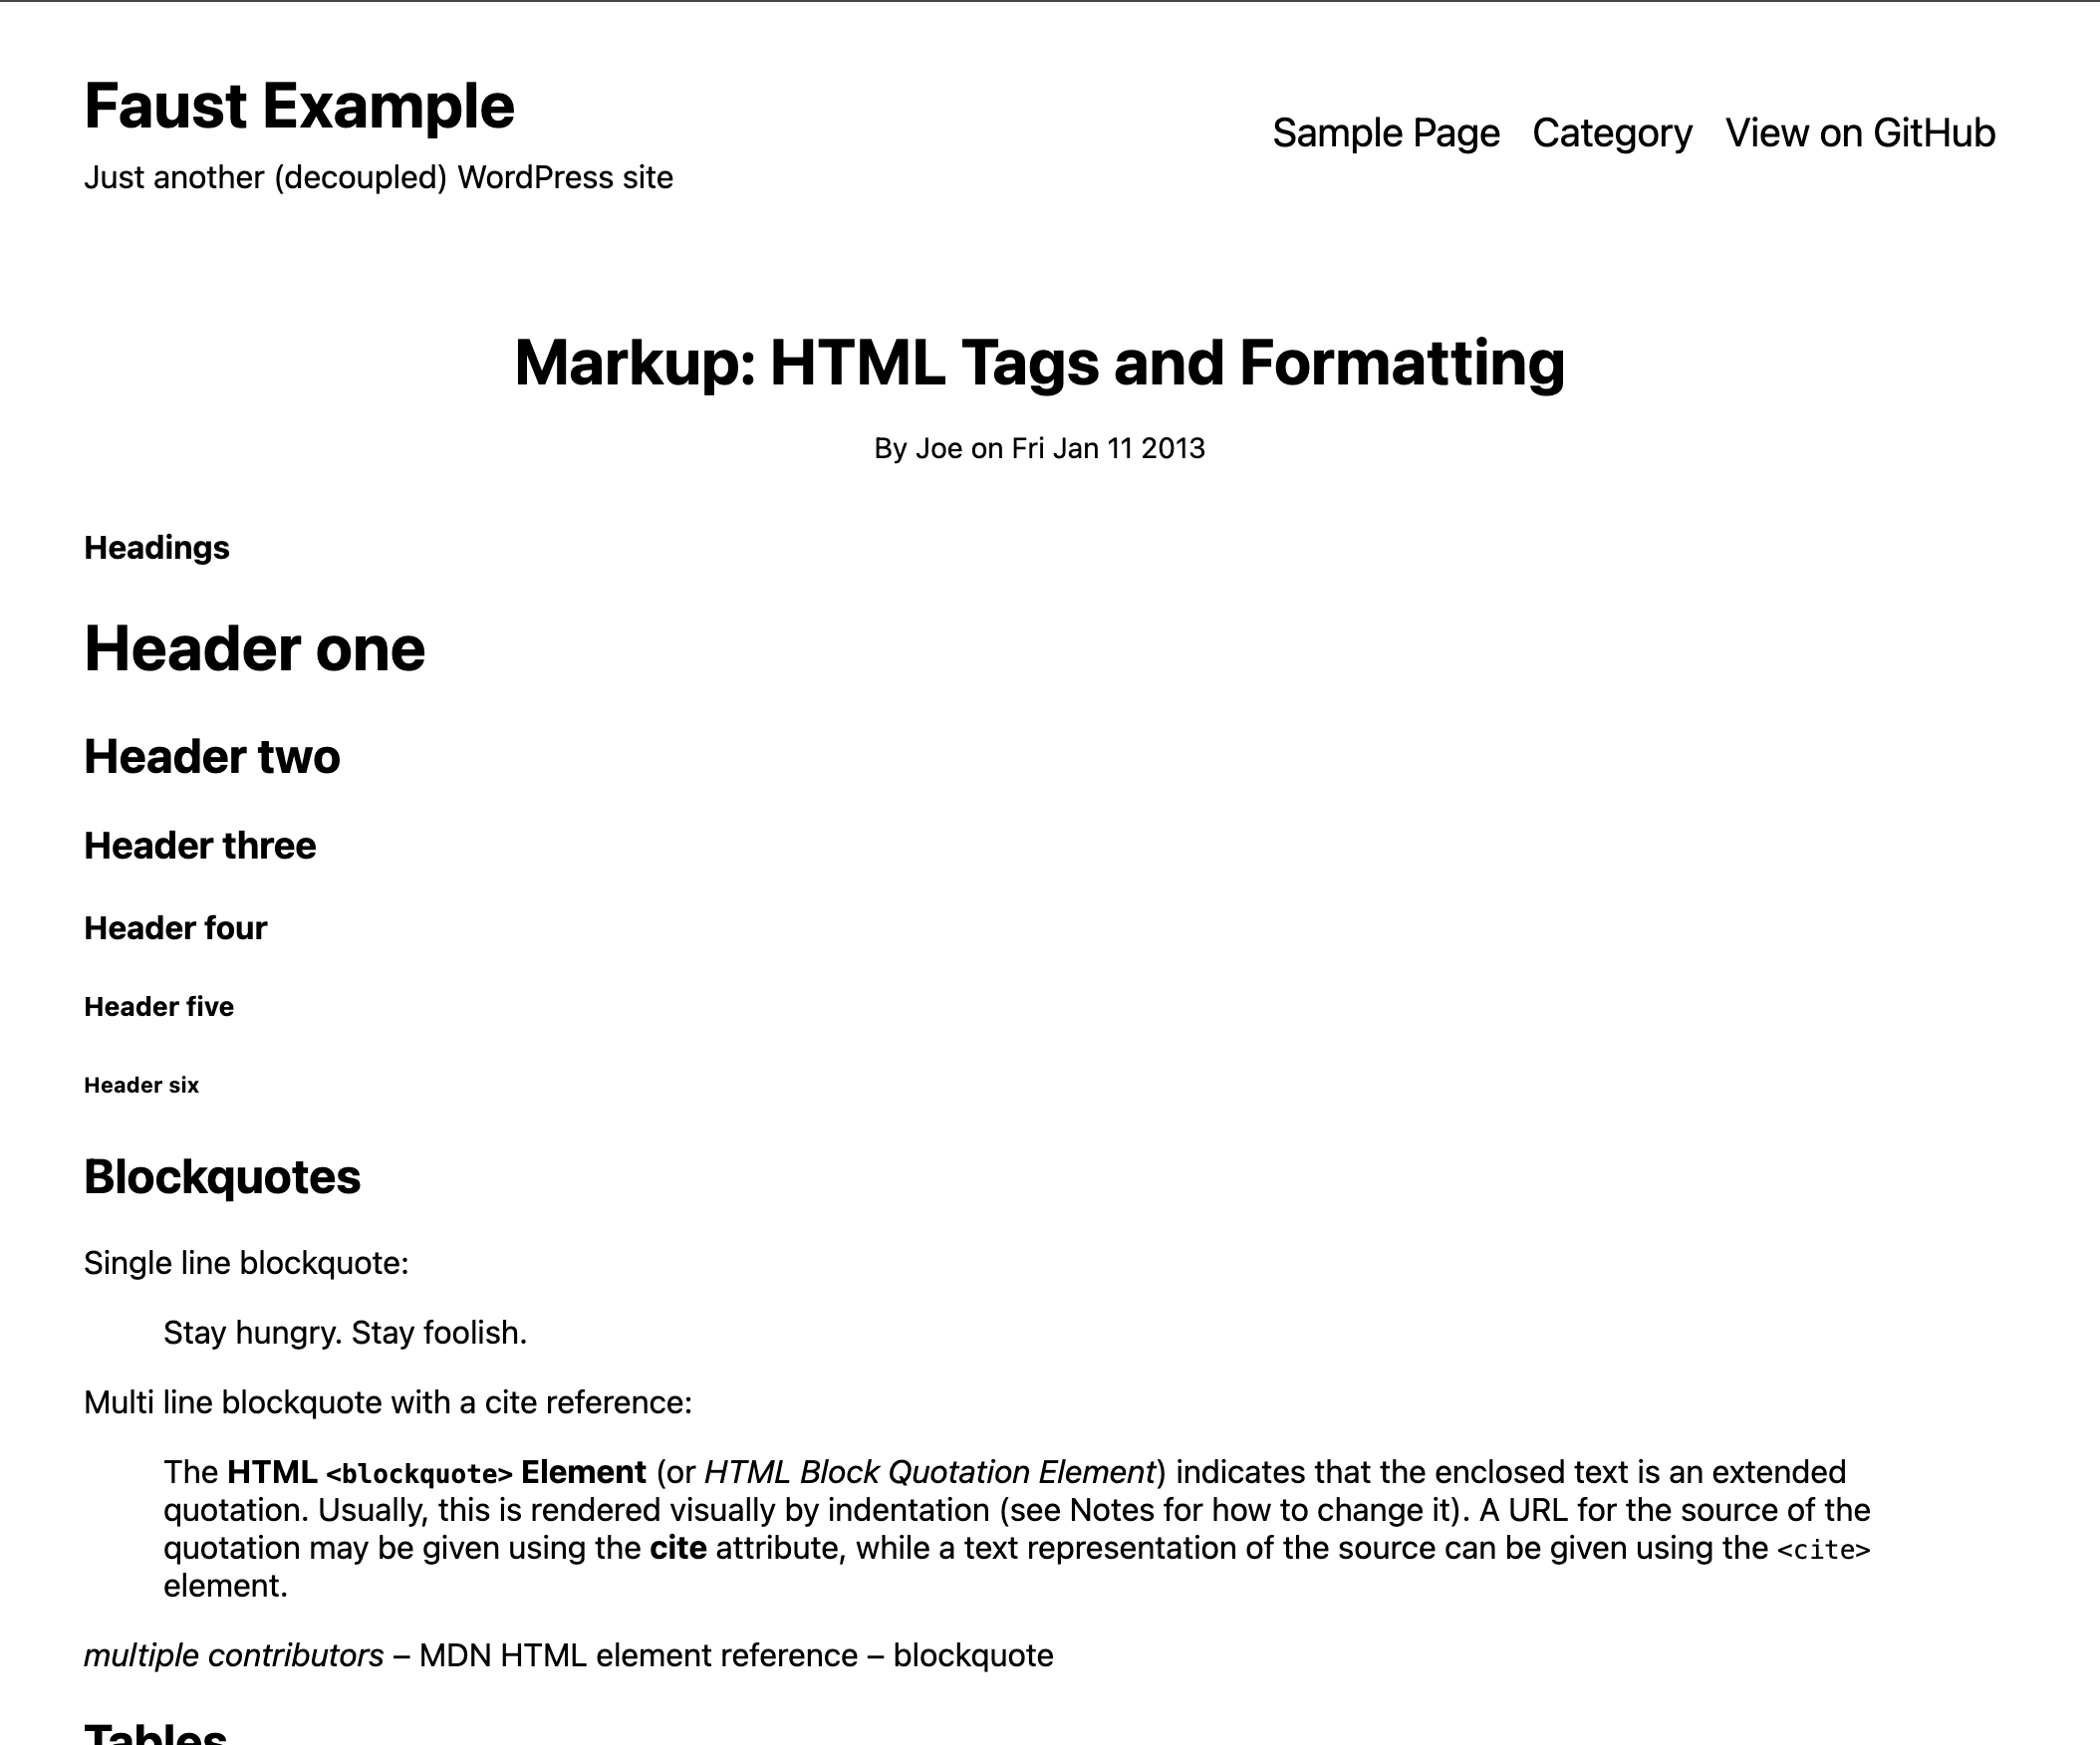 Faust Example
Just another (decoupled) WordPress site
Sample Page Category View on GitHub
Markup: HTML Tags and Formatting
By Joe on Fri Jan 11 2013
Headings
Header one
Header two
Header three
Header four
Header five
Header six
Blockquotes
Single line blockquote:
Stay hungry. Stay foolish.
Multi line blockquote with a cite reference:
The HTML <blockquote> Element (or HTML Block Quotation Element) indicates that the enclosed text is an extended
quotation. Usually, this is rendered visually by indentation (see Notes for how to change it). A URL for the source of the
quotation may be given using the cite attribute, while a text representation of the source can be given using the <cite>
element.
multiple contributors – MDN HTML element reference – blockquote
Tables